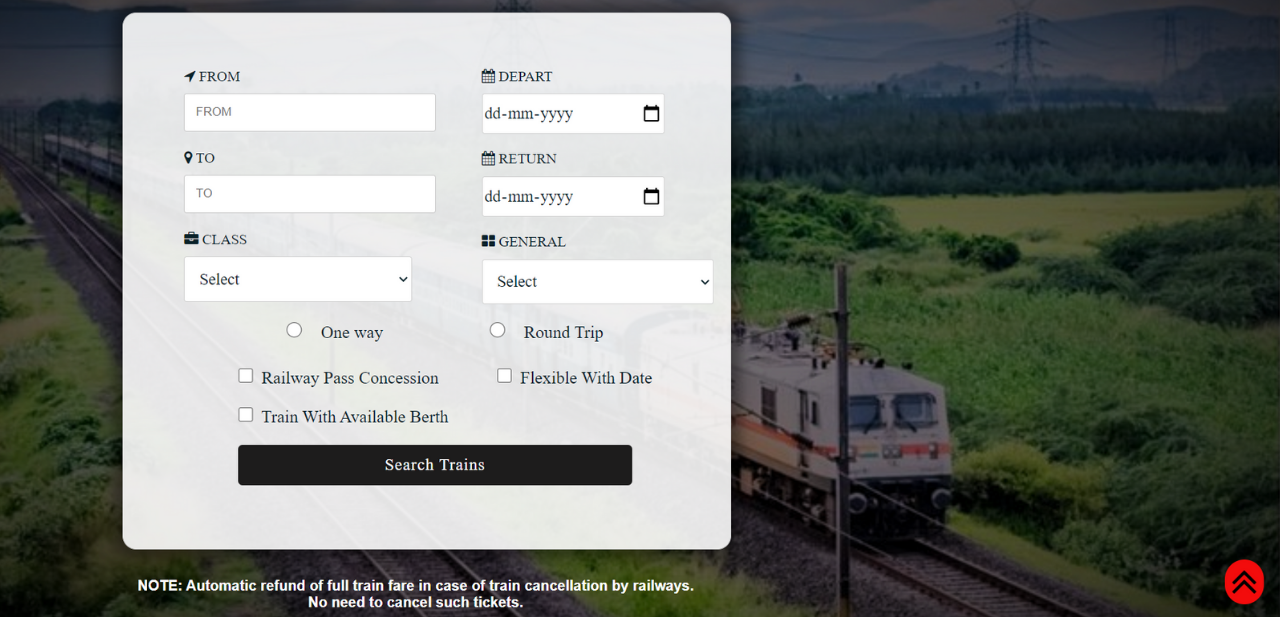 FROM
DEPART
FROM
dd-mm-yyyy
TO
RETURN
TO
dd-mm-yyyy
CLASS
GENERAL
Select
Select
One way
Round Trip
Railway Pass Concession
Flexible With Date
Train With Available Berth
Search Trains
NOTE: Automatic refund of full train fare in case of train cancellation by railways.
No need to cancel such tickets.